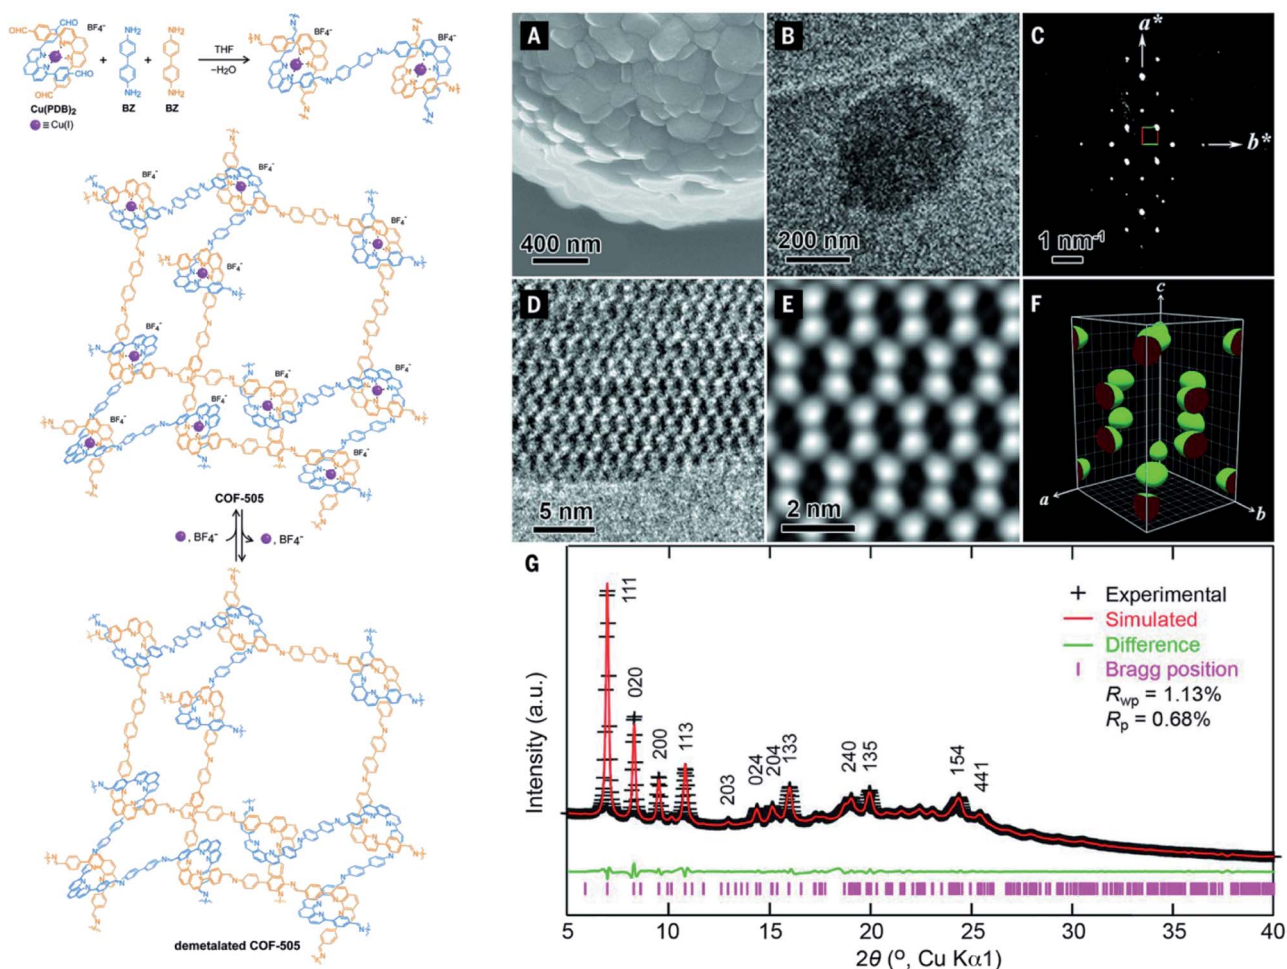 CHO
CHO
BF4⁻
OHC
CHO
OHC
Cu(PDB)2
≡Cu(I)
+
NH2
NH2
BZ
+
NH2
NH2
BZ
THF
−H2O
BF4⁻
BF4⁻
BF4⁻
BF4⁻
BF4⁻
BF4⁻
BF4⁻
BF4⁻
BF4⁻
BF4⁻
BF4⁻
BF4⁻
COF-505
, BF4⁻
, BF4⁻
demetalated COF-505
A
400 nm
B
200 nm
C
a*
b*
1 nm⁻¹
D
5 nm
E
2 nm
F
c
a
b
G
Intensity (a.u.)
111
020
200
113
203
024
204
133
240
135
154
441
Experimental
Simulated
Difference
Bragg position
Rwp = 1.13%
Rp = 0.68%
5 10 15 20 25 30 35 40
2θ (º, Cu Kα1)